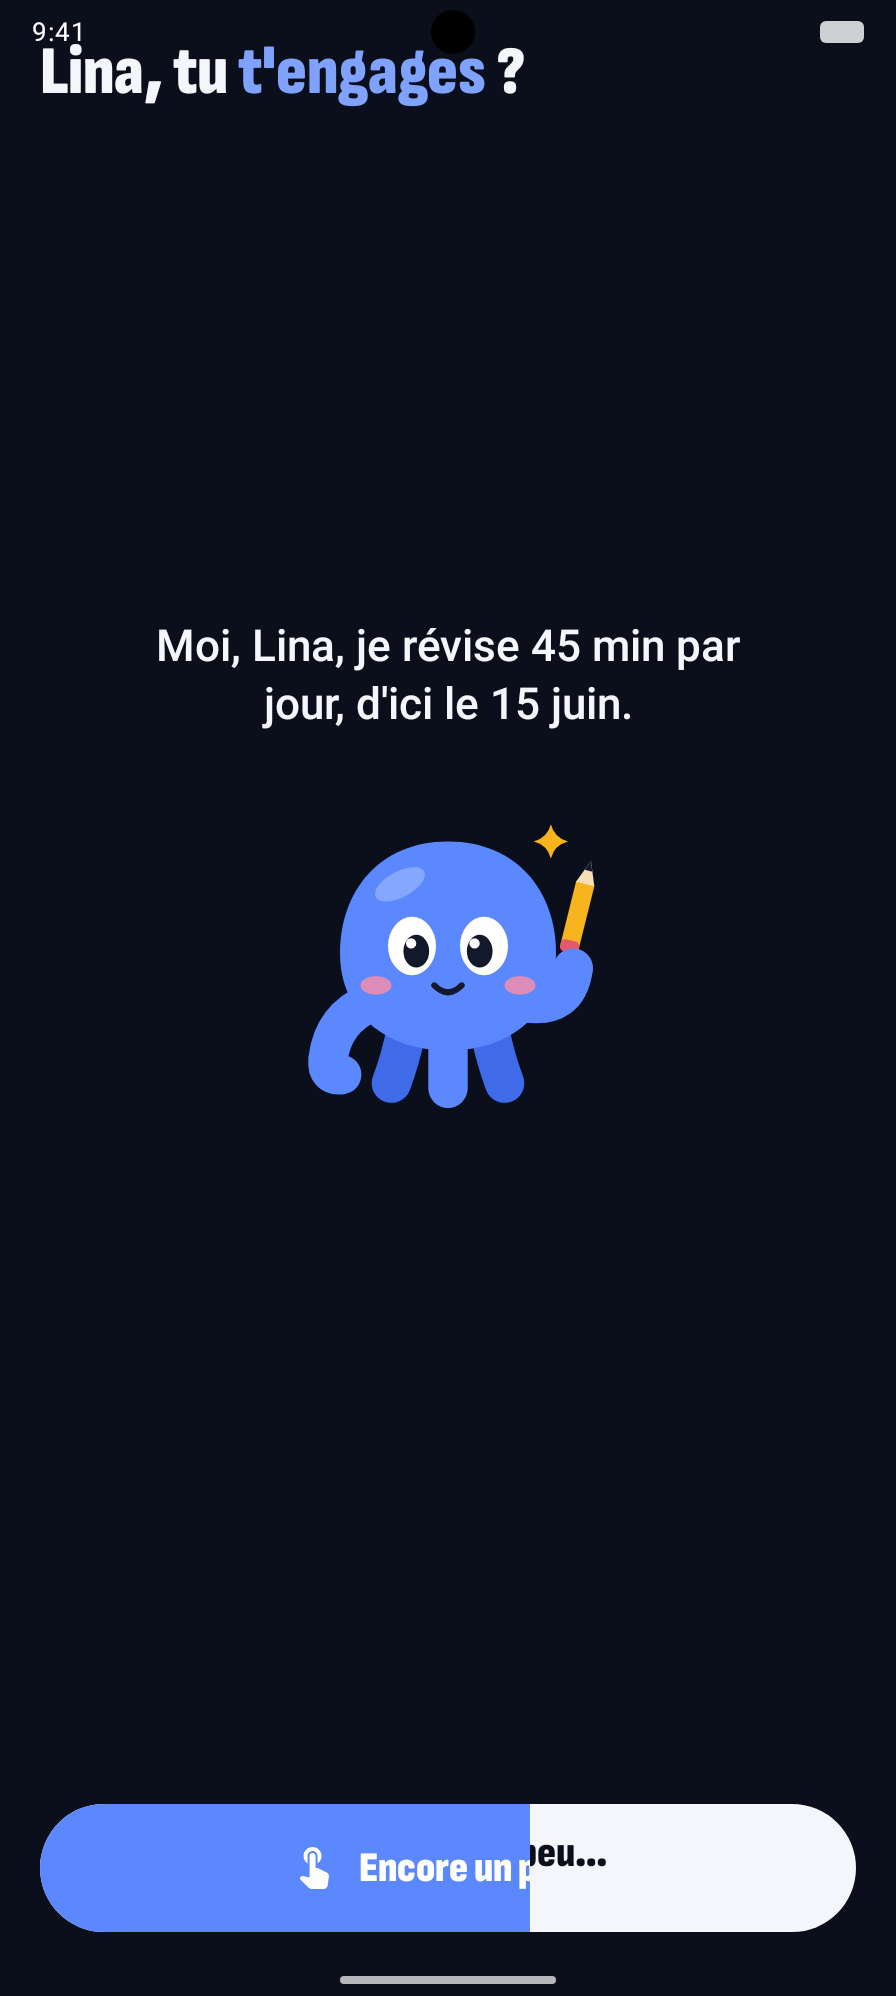 9:41
Lina, tu t'engages ?
Moi, Lina, je révise 45 min par
jour, d'ici le 15 juin.
Encore un peu...